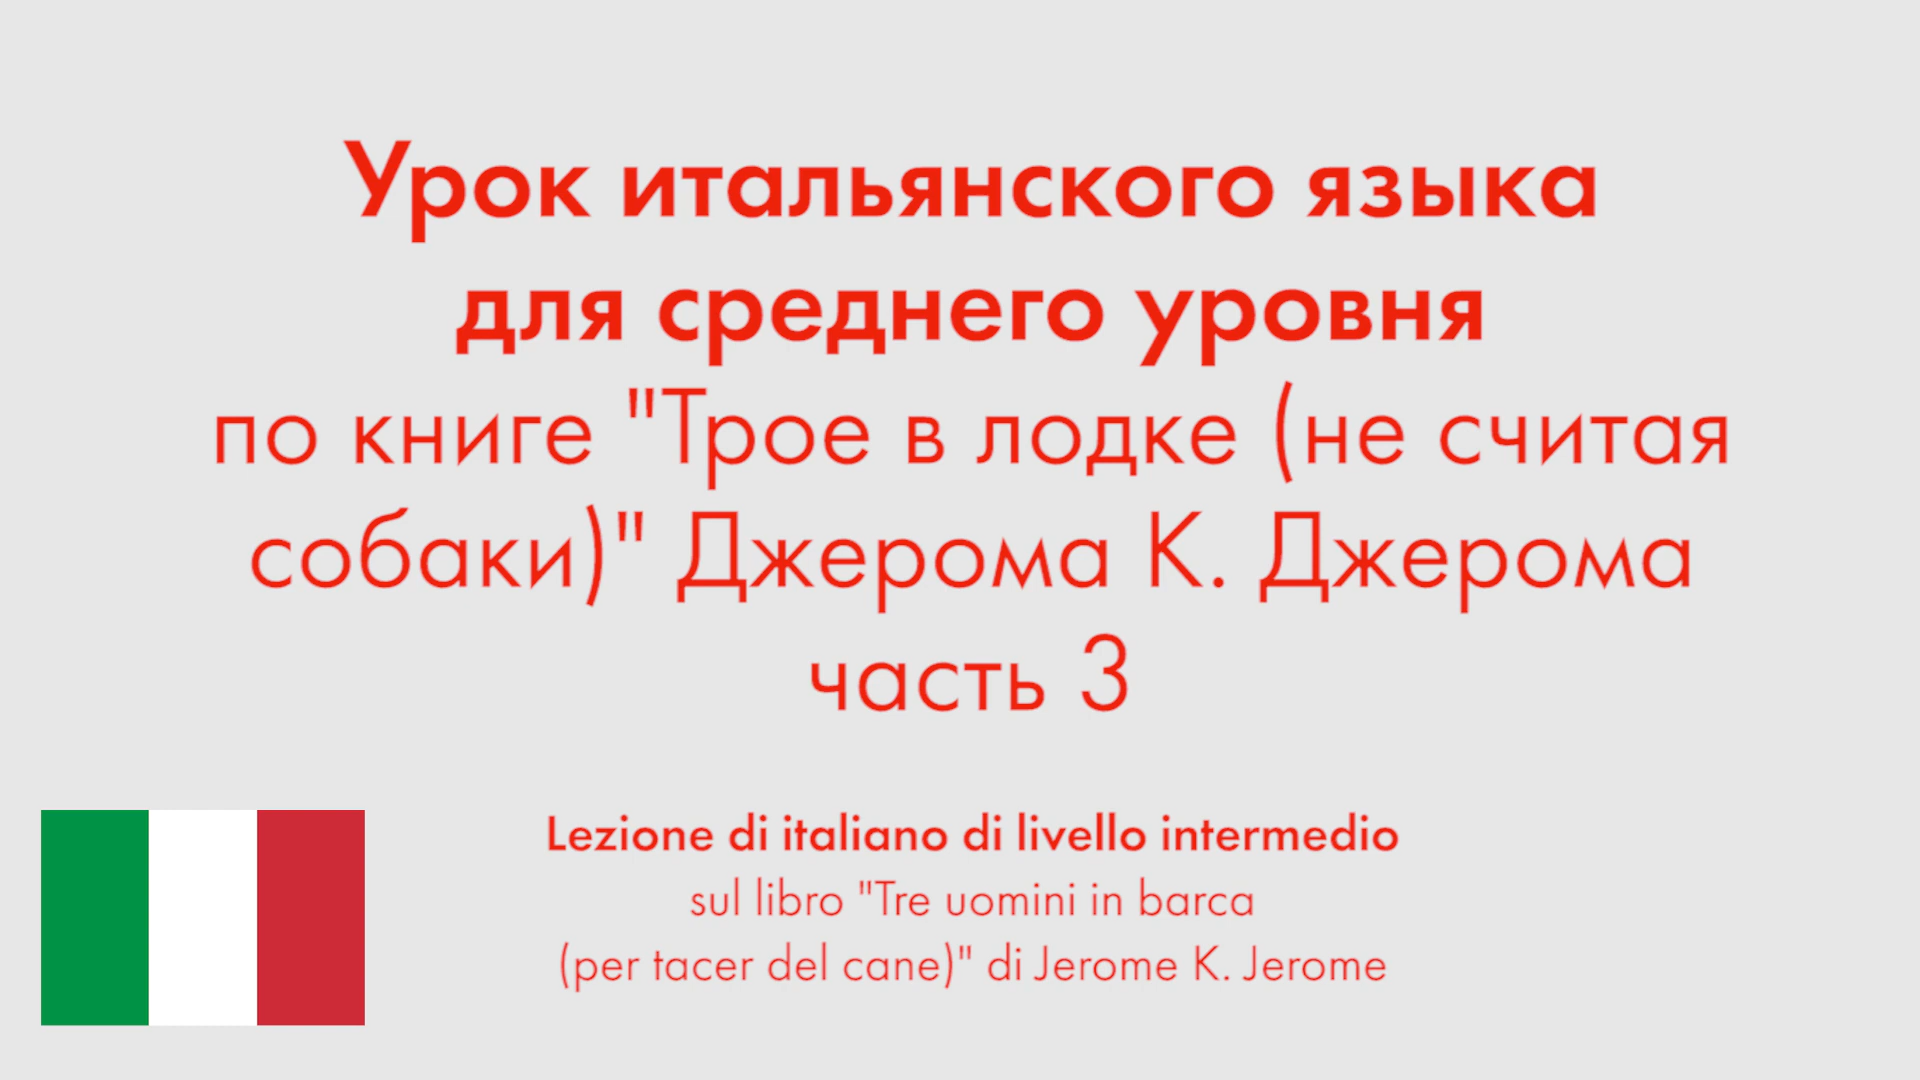 Урок итальянского языка
для среднего уровня
по книге "Трое в лодке (не считая
собаки)" Джерома К. Джерома
часть 3
Lezione di italiano di livello intermedio
sul libro "Tre uomini in barca
(per tacer del cane)" di Jerome K. Jerome